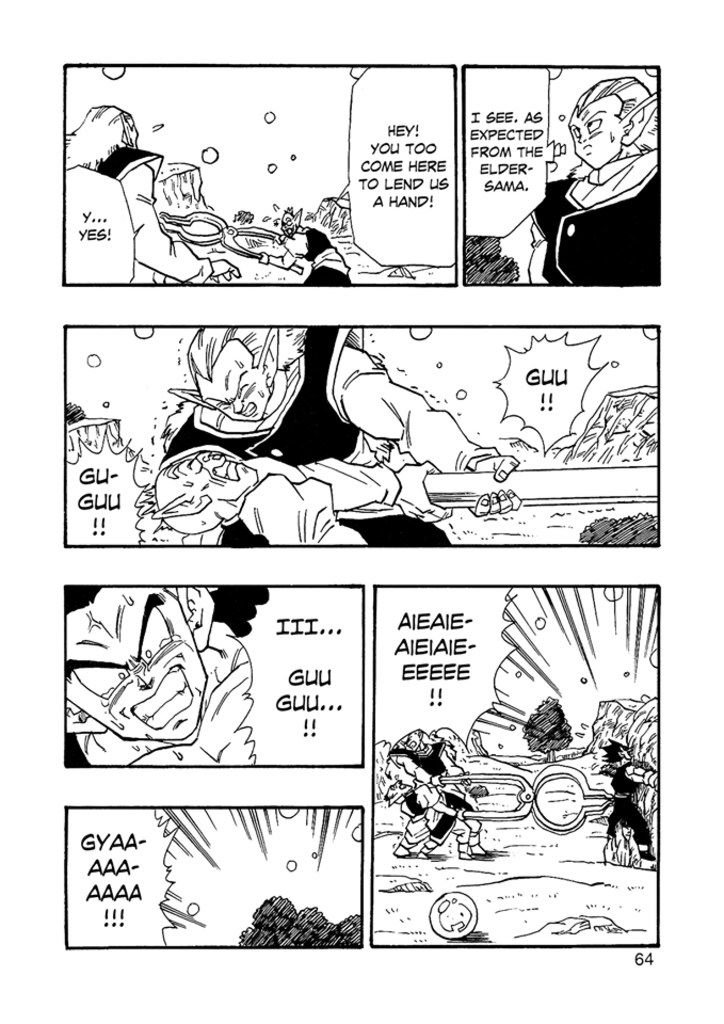 I SEE. AS
EXPECTED
FROM THE
ELDER-
SAMA.
HEY!
YOU TOO
COME HERE
TO LEND US
A HAND!
Y...
YES!
GUU
!!
GU-
GUU
!!
AIEAIE-
AIEIAIE-
EEEEE
!!
III...
GUU
GUU...
!!
GYAA-
AAA-
AAAA
!!!
64